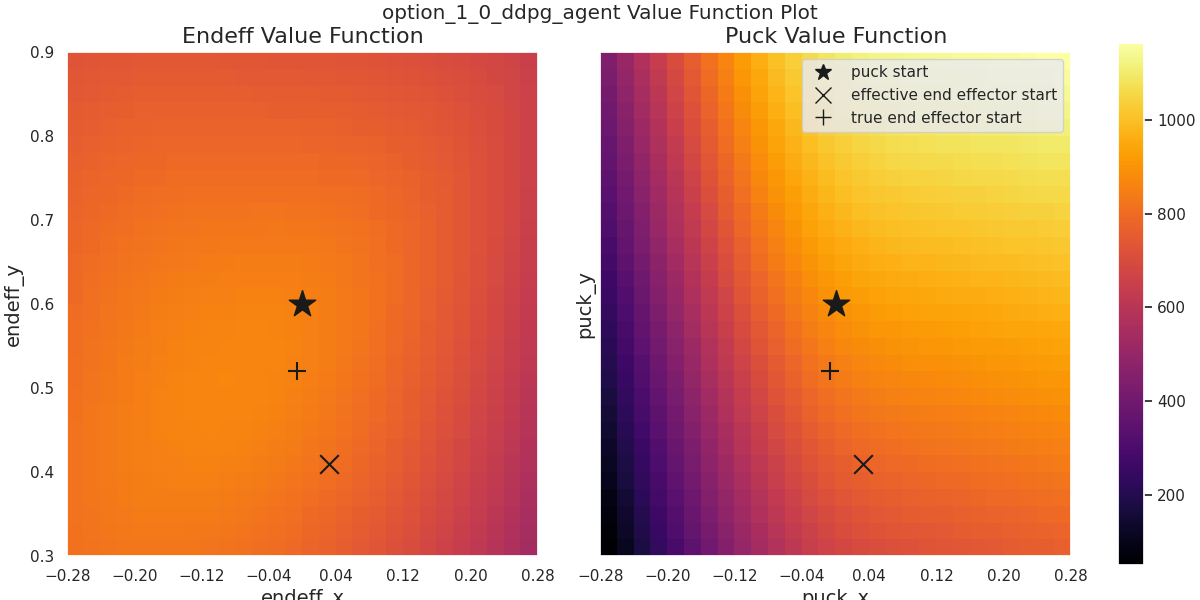 option_1_0_ddpg_agent Value Function Plot
Endeff Value Function
Puck Value Function
0.9
0.8
0.7
0.6
0.5
0.4
0.3
endeff_y
−0.28 −0.20 −0.12 −0.04 0.04 0.12 0.20 0.28
endeff_x
puck start
effective end effector start
true end effector start
puck_y
−0.28 −0.20 −0.12 −0.04 0.04 0.12 0.20 0.28
puck_x
1000
800
600
400
200